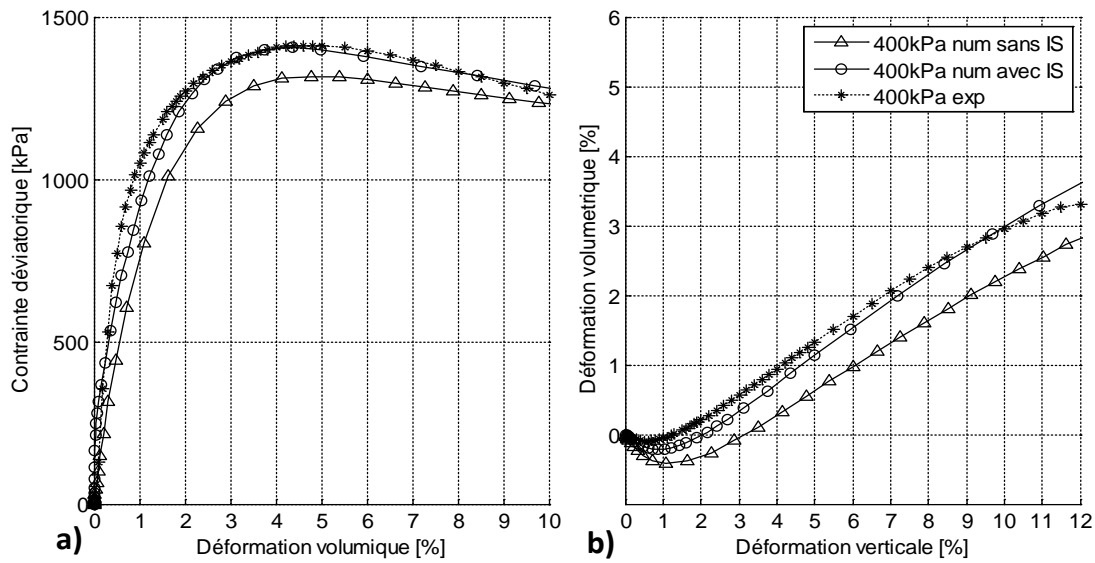 1500
1000
500
0
Contrainte déviatorique [kPa]
0 1 2 3 4 5 6 7 8 9 10
Déformation volumique [%]
a)
6
5
4
3
2
1
0
Déformation volumetrique [%]
400kPa num sans IS
400kPa num avec IS
400kPa exp
0 1 2 3 4 5 6 7 8 9 10 11 12
Déformation verticale [%]
b)